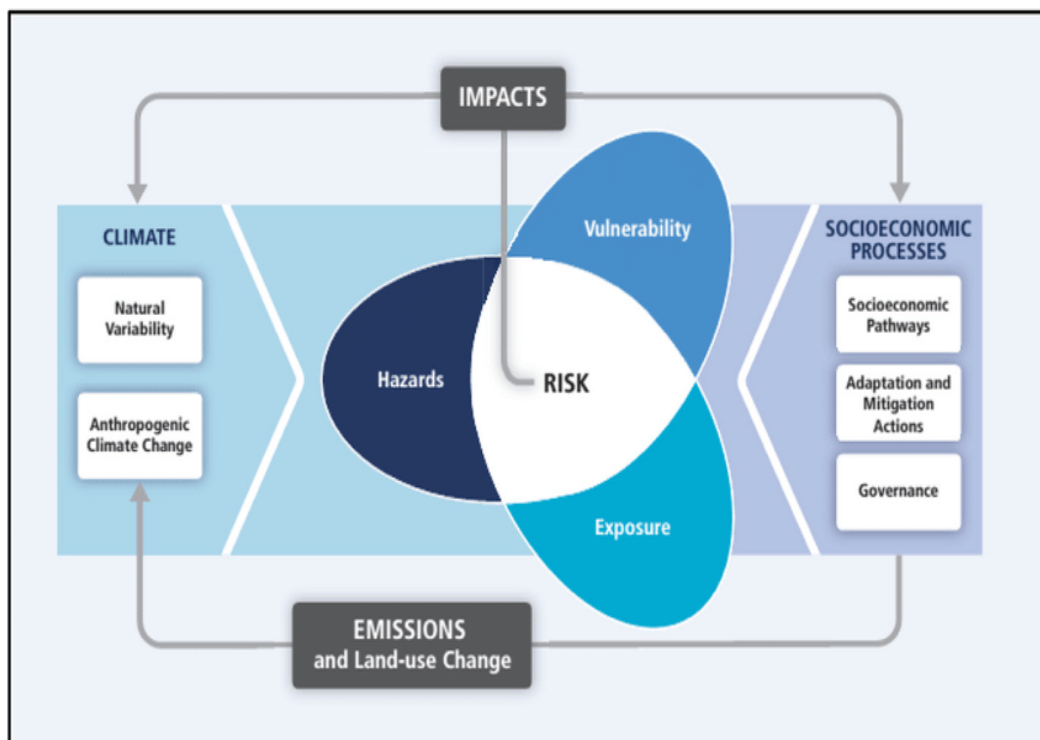 IMPACTS
CLIMATE
Natural
Variability
Anthropogenic
Climate Change
Vulnerability
Hazards
RISK
Exposure
SOCIOECONOMIC
PROCESSES
Socioeconomic
Pathways
Adaptation and
Mitigation
Actions
Governance
EMISSIONS
and Land-use Change